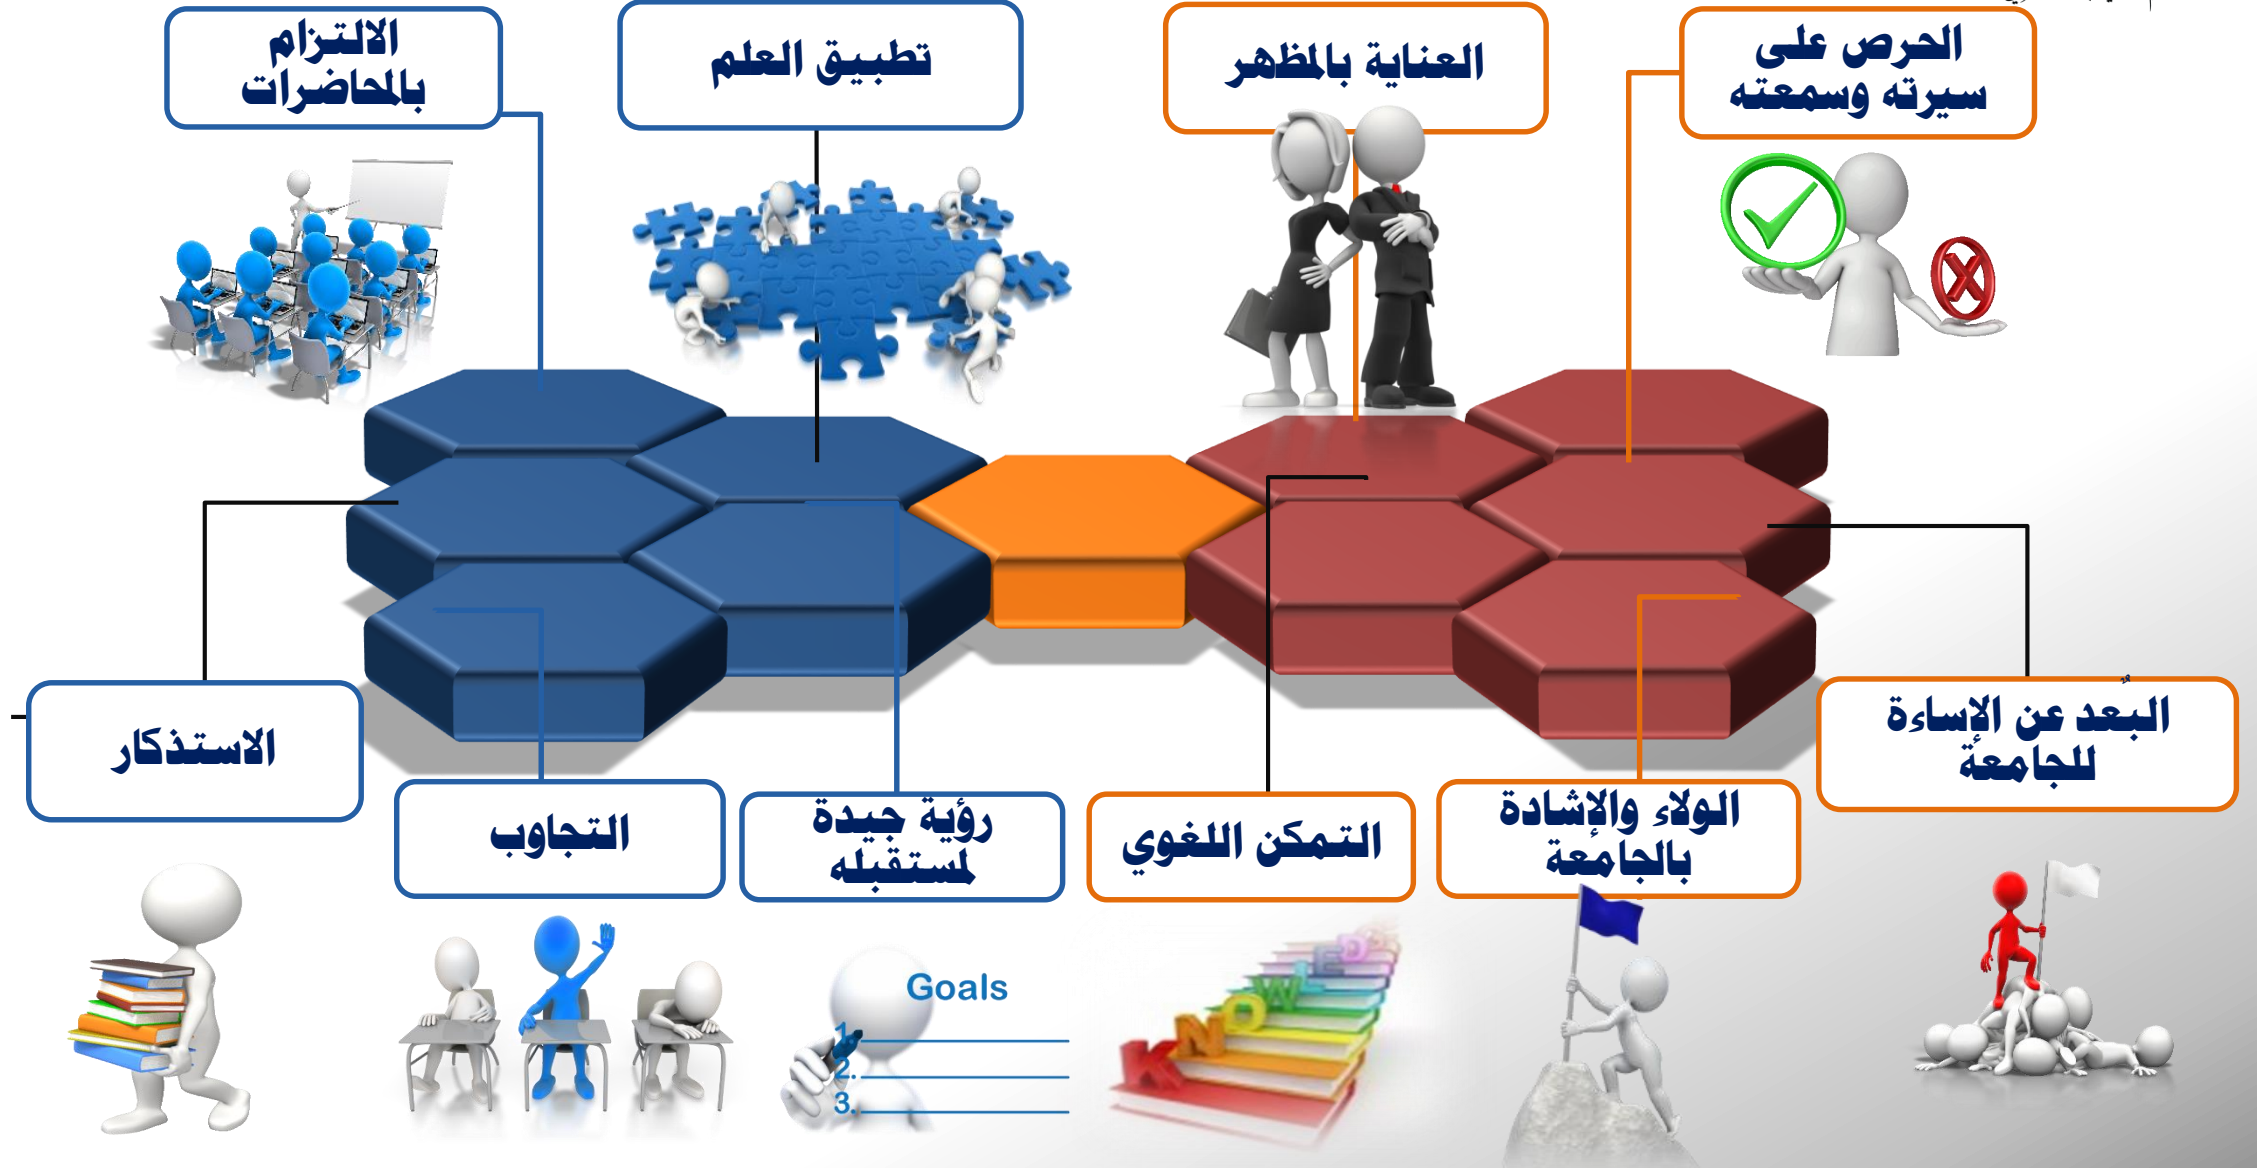 الحرص على
سيرته وسمعته
العناية بالمظهر
تطبيق العلم
الالتزام
بالمحاضرات
البُعد عن الإساءة
للجامعة
الولاء والإشادة
بالجامعة
التمكن اللغوي
رؤية جيدة
لمستقبله
التجاوب
الاستذكار
Goals
1.
2.
3.
KNOWLEDG